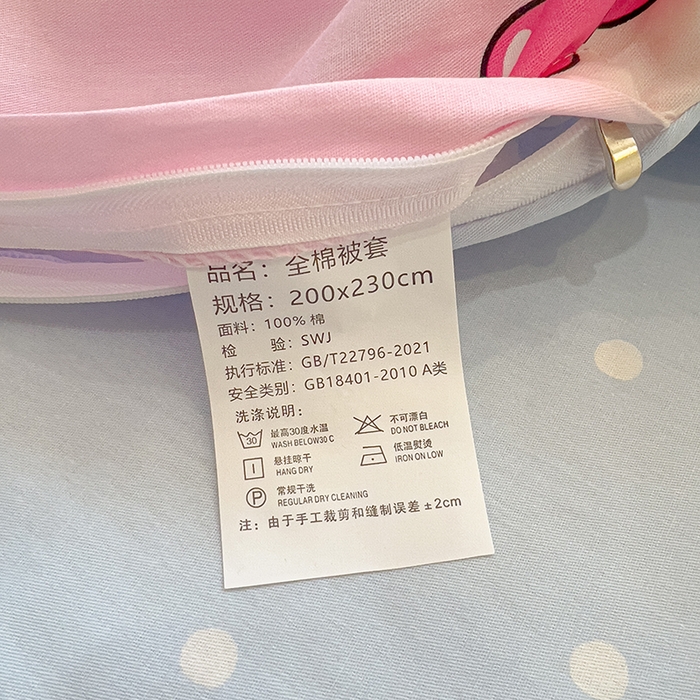 品名：全棉被套
规格：200x230cm
面料：100% 棉
检　　验：SWJ
执行标准：GB/T22796-2021
安全类别：GB18401-2010 A类
洗涤说明：
30 最高30度水温 不可漂白
WASH BELOW30 C DO NOT BLEACH
悬挂晾干 低温熨烫
HANG DRY IRON ON LOW
P 常规干洗
REGULAR DRY CLEANING
注：由于手工裁剪和缝制误差 ±2cm